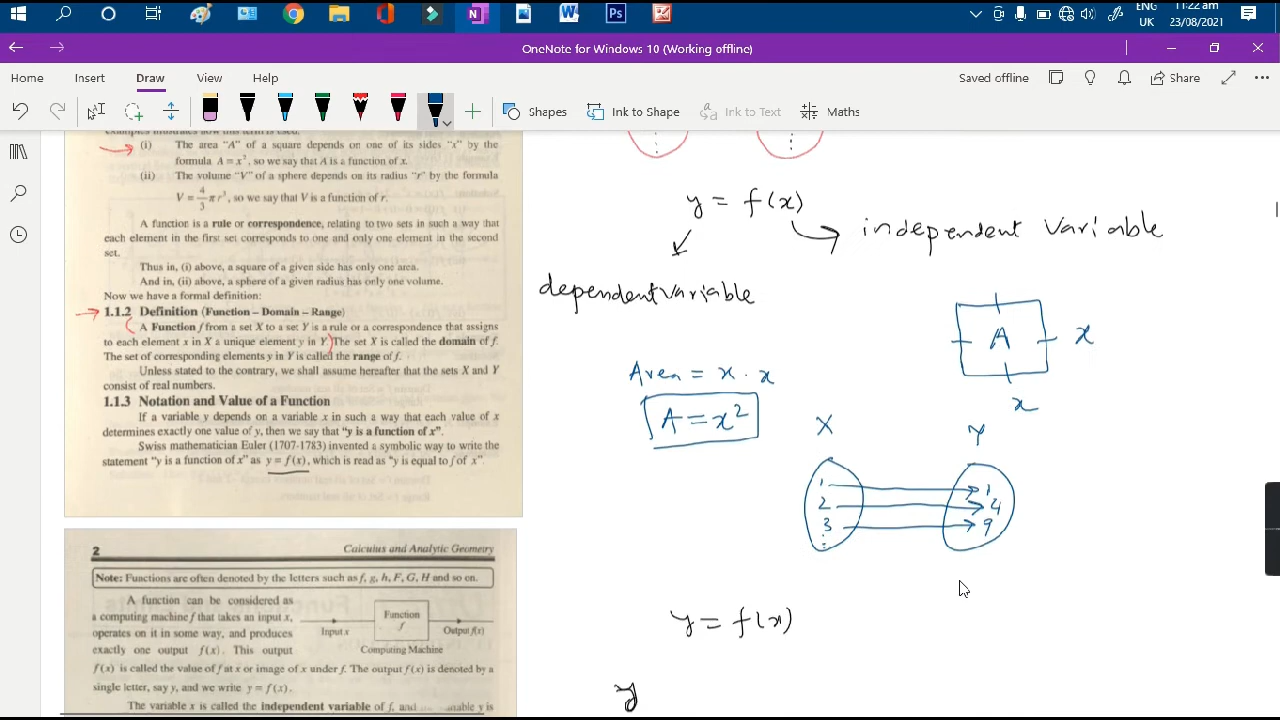 11:22 am
ENG
UK
23/08/2021
OneNote for Windows 10 (Working offline)
Home Insert Draw View Help
Saved offline
Share
Shapes
Ink to Shape
Ink to Text
Maths
(i) The area "A" of a square depends on one of its sides "x" by the
formula A = x², so we say that A is a function of x.
(ii) The volume "V" of a sphere depends on its radius "r" by the formula
V = 4/3 π r³, so we say that V is a function of r.
A function is a rule or correspondence, relating to two sets in such a way that
each element in the first set corresponds to one and only one element in the second
set.
Thus in, (i) above, a square of a given side has only one area.
And in, (ii) above, a sphere of a given radius has only one volume.
Now we have a formal definition:
1.1.2 Definition (Function – Domain – Range)
A Function f from a set X to a set Y is a rule or a correspondence that assigns
to each element x in X a unique element y in Y. The set X is called the domain of f.
The set of corresponding elements y in Y is called the range of f.
Unless stated to the contrary, we shall assume hereafter that the sets X and Y
consist of real numbers.
1.1.3 Notation and Value of a Function
If a variable y depends on a variable x in such a way that each value of x
determines exactly one value of y, then we say that "y is a function of x".
Swiss mathematician Euler (1707-1783) invented a symbolic way to write the
statement "y is a function of x" as y = f(x), which is read as "y is equal to f of x".
2 Calculus and Analytic Geometry
Note: Functions are often denoted by the letters such as f, g, h, F, G, H and so on.
A function can be considered as
a computing machine f that takes an input x,
operates on it in some way, and produces
exactly one output f(x). This output
Function
f
Input x
Output f(x)
Computing Machine
f(x) is called the value of f at x or image of x under f. The output f(x) is denoted by a
single letter, say y, and we write y = f(x).
The variable x is called the independent variable of f, and y is
y = f(x)
independent Variable
dependent Variable
A
x
x
Area = x . x
A = x²
X
Y
1 1
2 4
3 9
y = f(x)
y